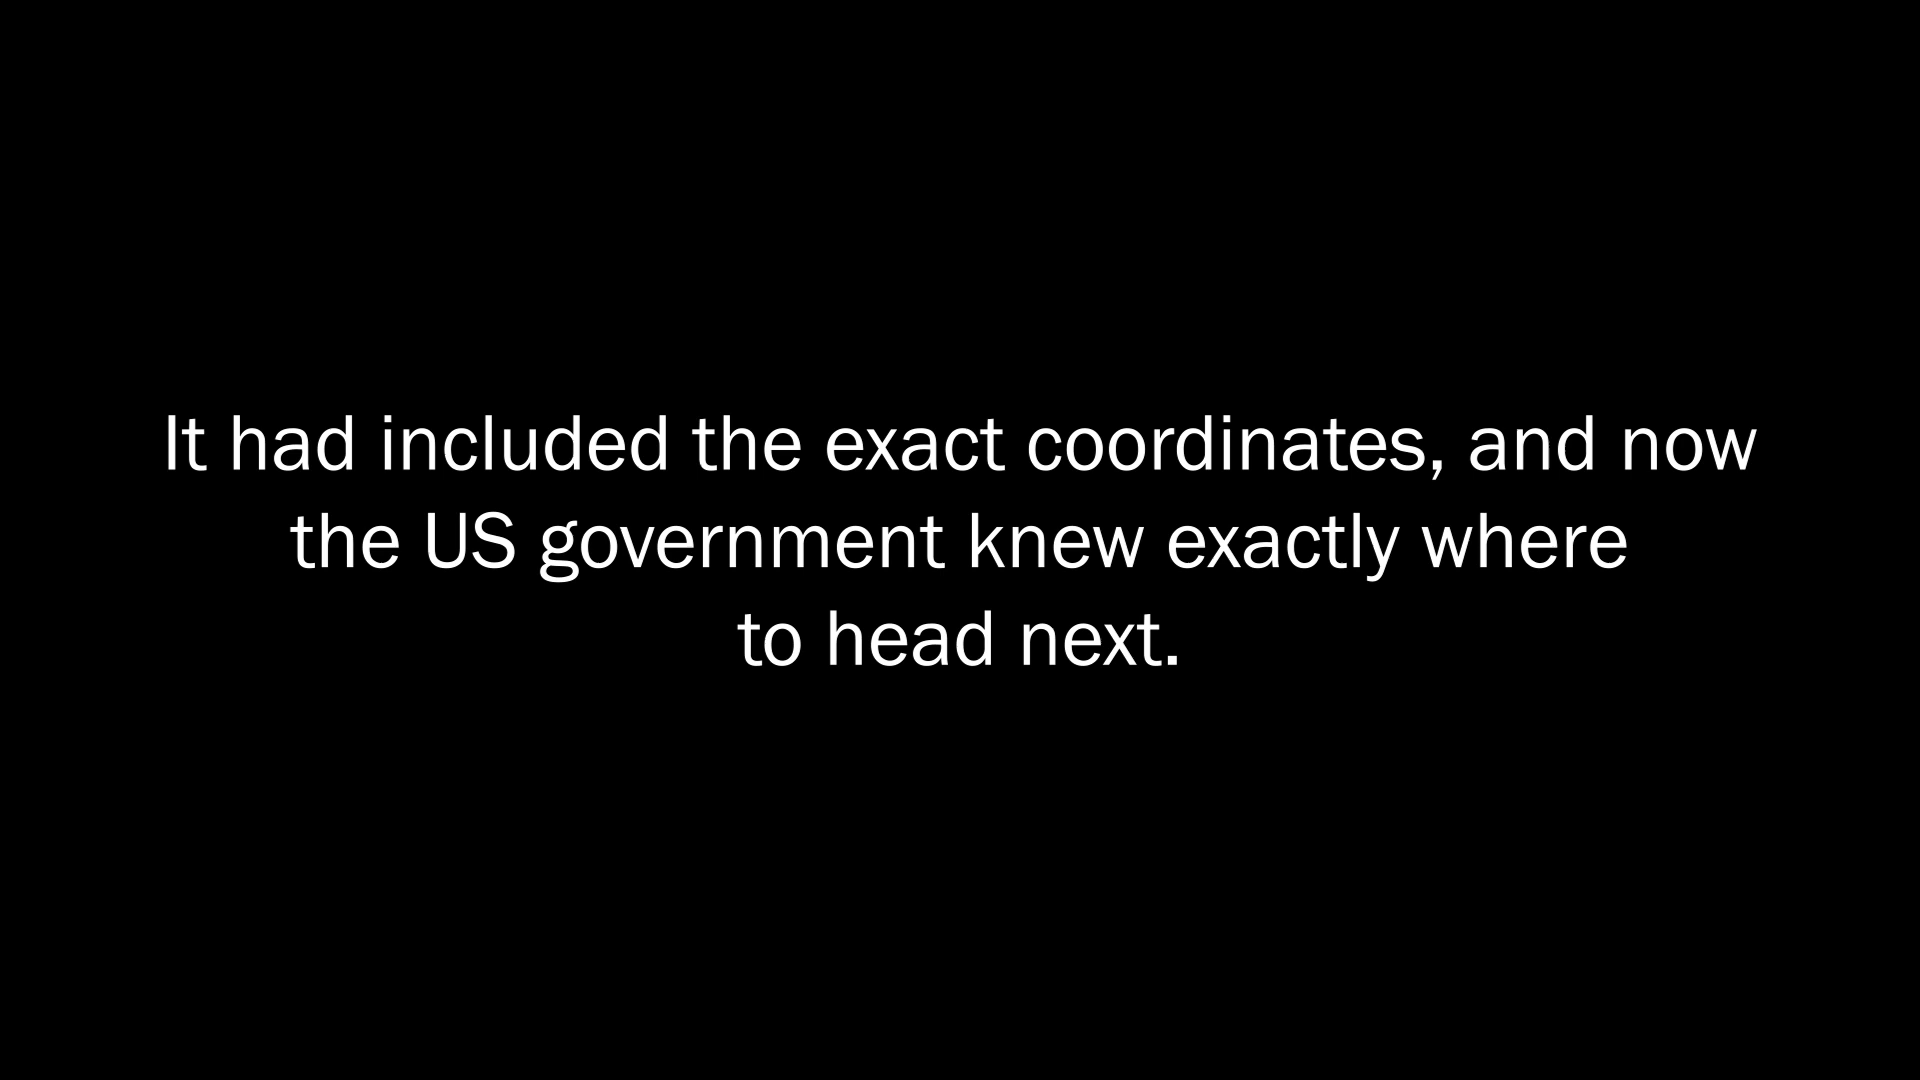 It had included the exact coordinates, and now
the US government knew exactly where
to head next.